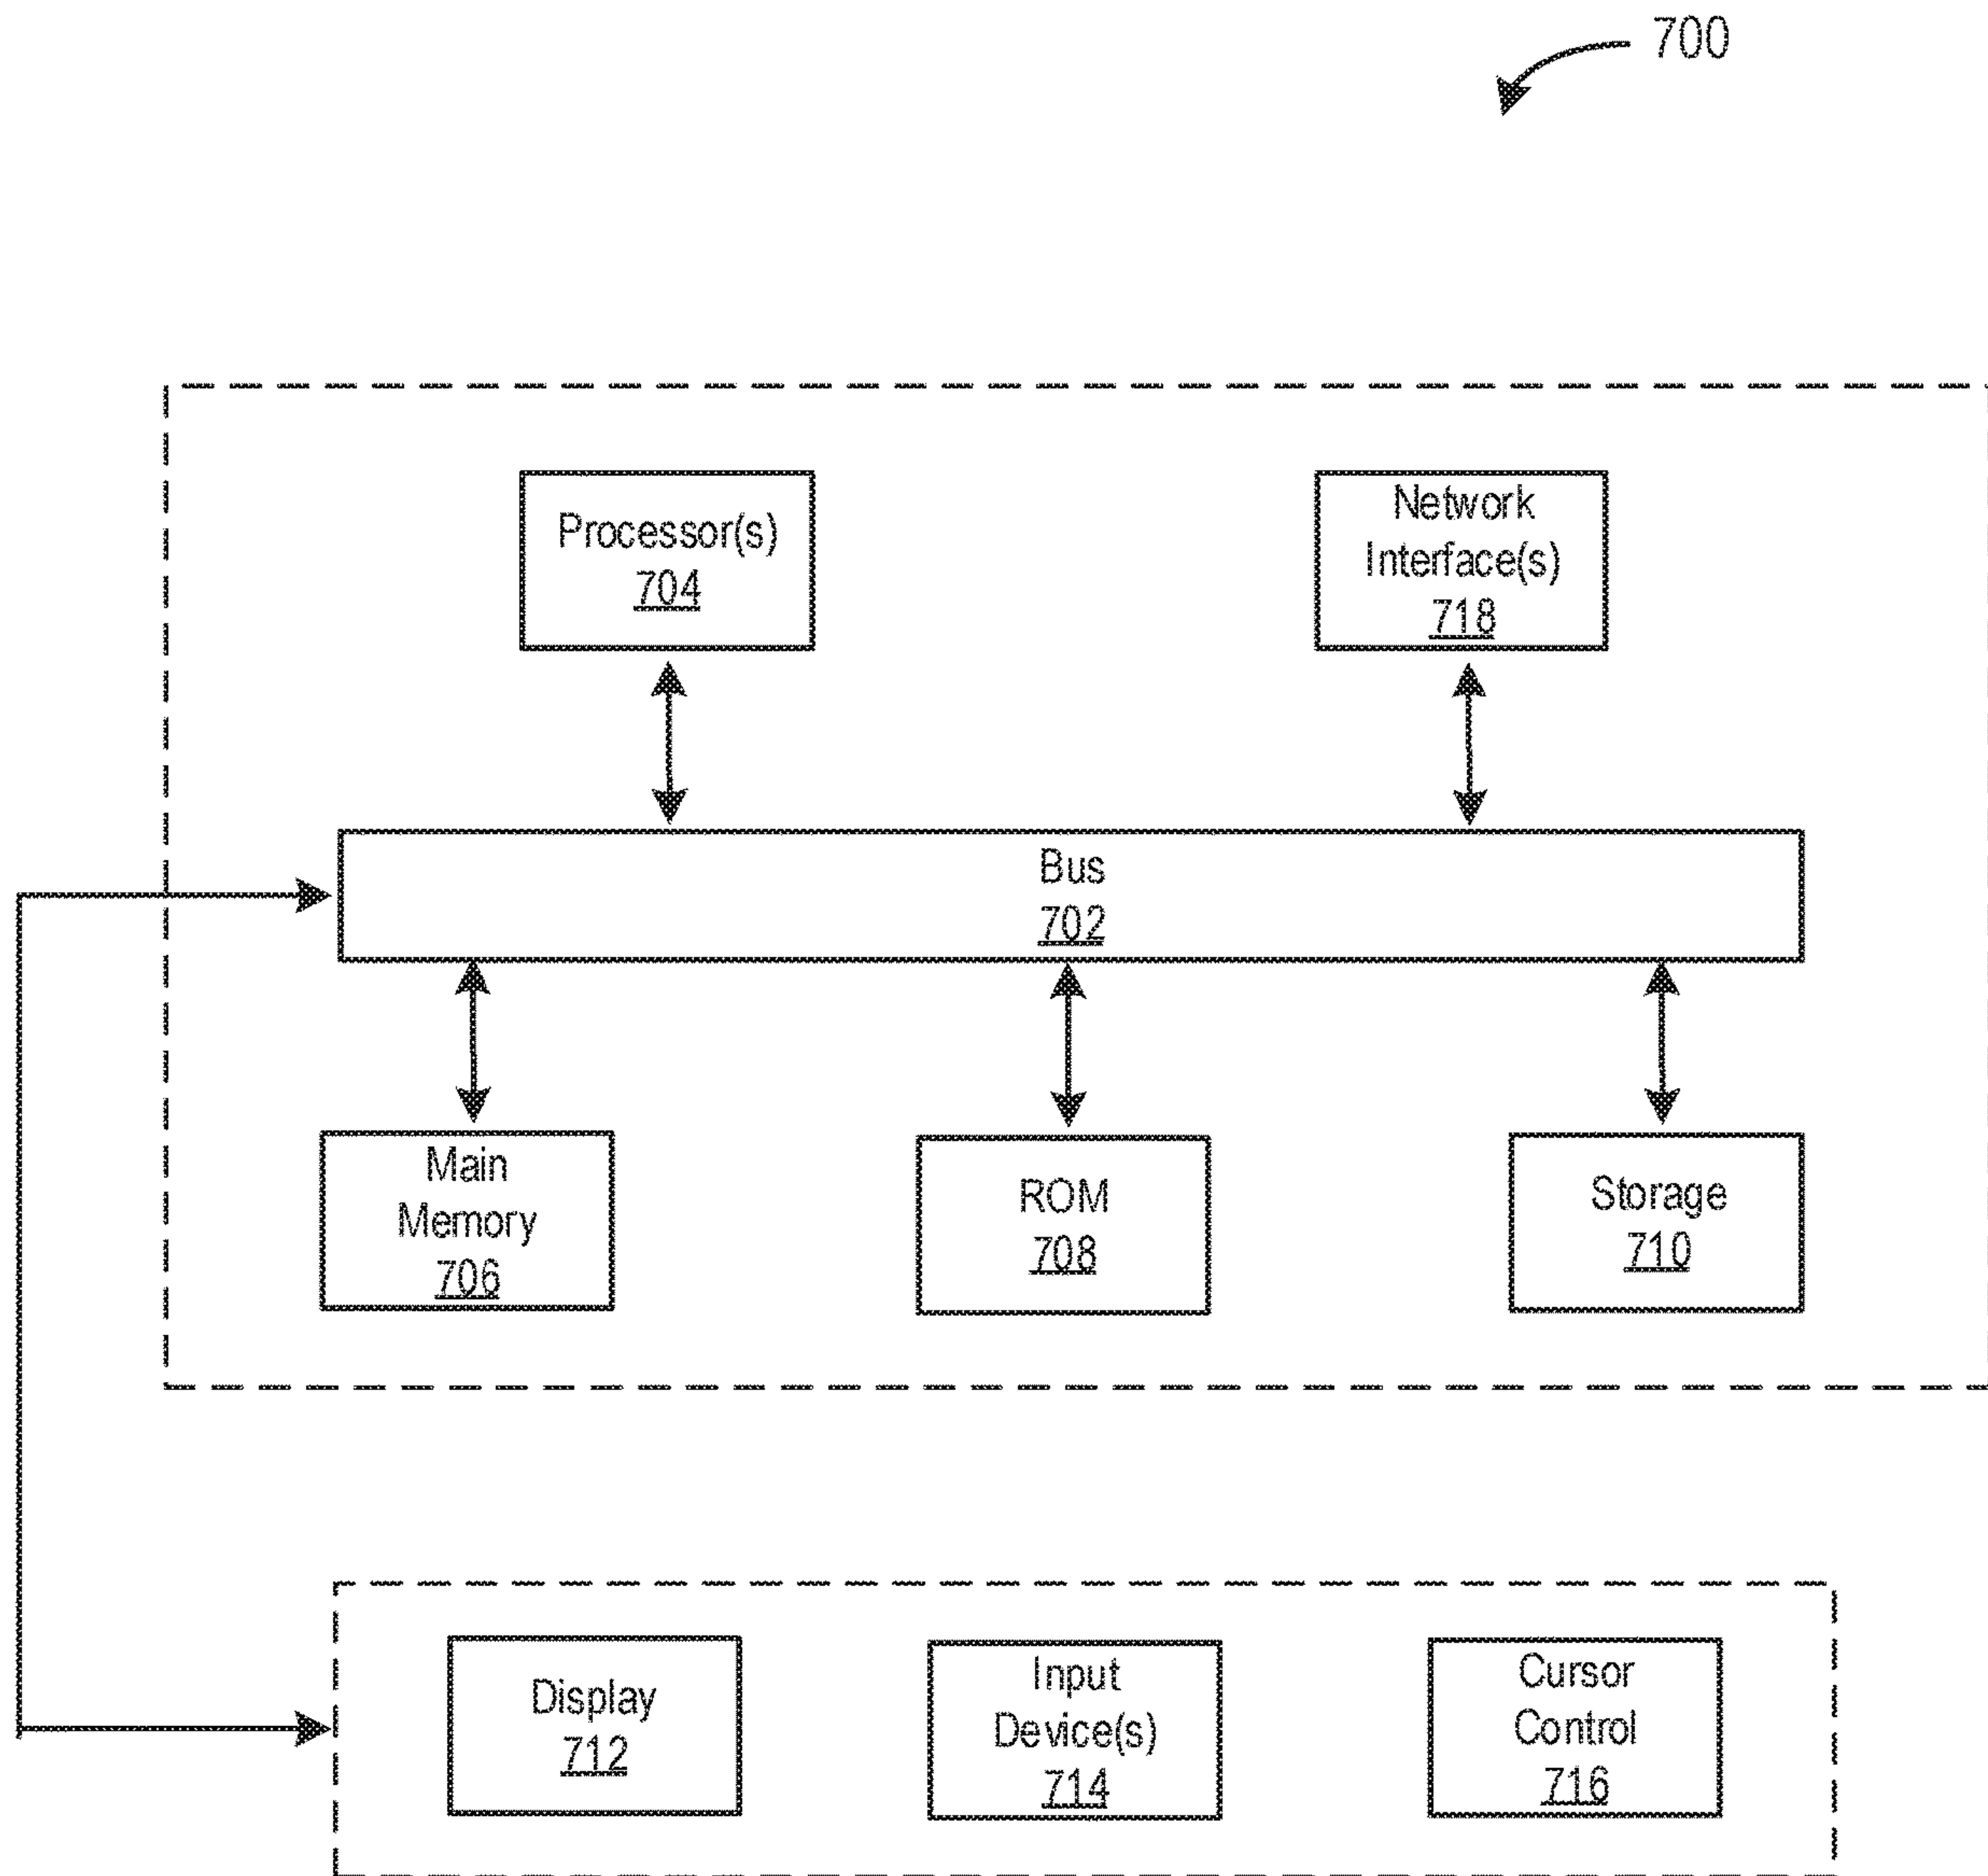 700
Processor(s)
704
Network
Interface(s)
718
Bus
702
Main
Memory
706
ROM
708
Storage
710
Display
712
Input
Device(s)
714
Cursor
Control
716